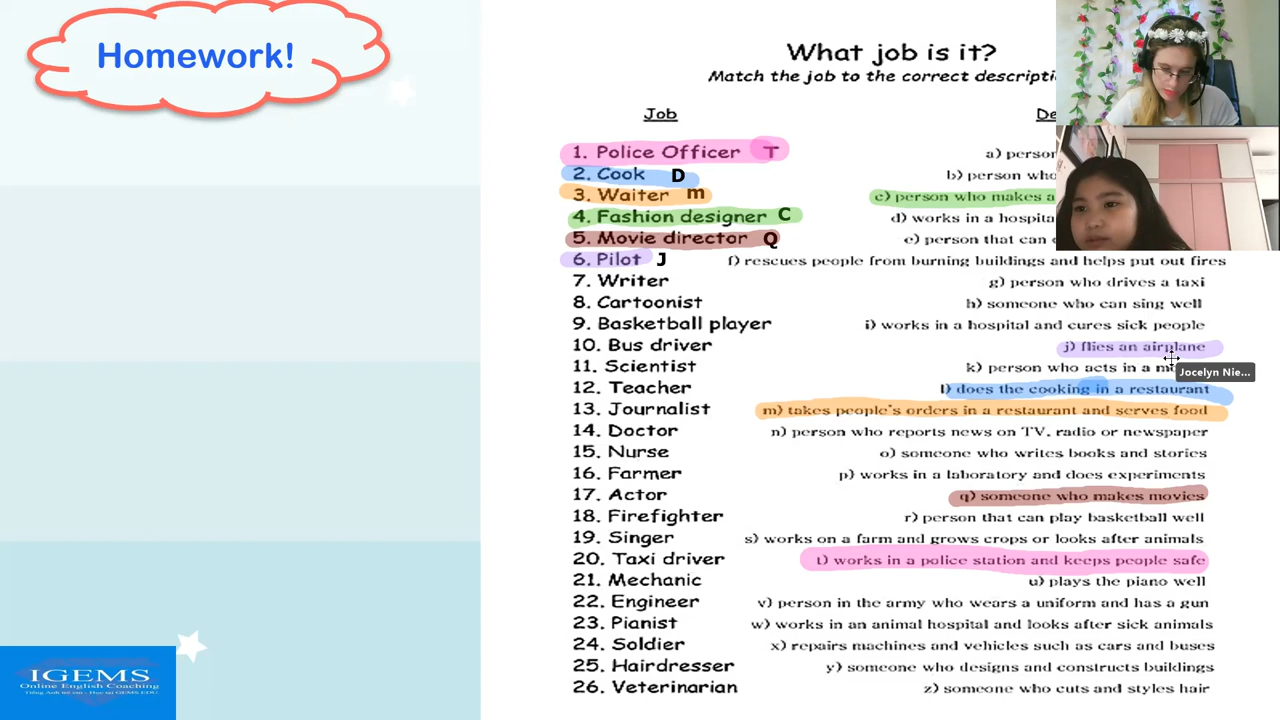 Homework!
What job is it?
Match the job to the correct
Job
1. Police Officer T
a) person
2. Cook D
b) person who
3. Waiter m
c) person who makes a
4. Fashion designer C
d) works in a hospita
5. Movie director Q
e) person that can
6. Pilot J
f) rescues people from burning buildings and helps put out fires
7. Writer
g) person who drives a taxi
8. Cartoonist
h) someone who can sing well
9. Basketball player
i) works in a hospital and cures sick people
10. Bus driver
j) flies an airplane
11. Scientist
k) person who acts in a
Jocelyn Nie...
12. Teacher
l) does the cooking in a restaurant
13. Journalist
m) takes people's orders in a restaurant and serves food
14. Doctor
n) person who reports news on TV, radio or newspaper
15. Nurse
o) someone who writes books and stories
16. Farmer
p) works in a laboratory and does experiments
17. Actor
q) someone who makes movies
18. Firefighter
r) person that can play basketball well
19. Singer
s) works on a farm and grows crops or looks after animals
20. Taxi driver
t) works in a police station and keeps people safe
21. Mechanic
u) plays the piano well
22. Engineer
v) person in the army who wears a uniform and has a gun
23. Pianist
w) works in an animal hospital and looks after sick animals
24. Soldier
x) repairs machines and vehicles such as cars and buses
25. Hairdresser
y) someone who designs and constructs buildings
26. Veterinarian
z) someone who cuts and styles hair
IGEMS
Online English Coaching